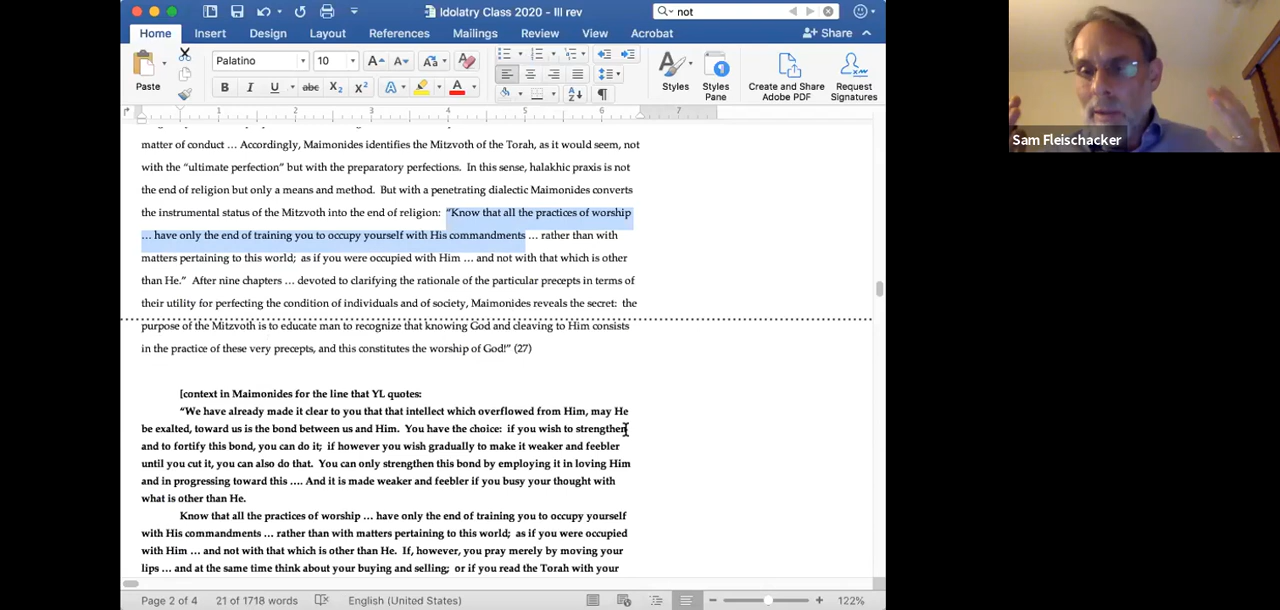 Idolatry Class 2020 - III rev
not
Home Insert Design Layout References Mailings Review View Acrobat Share
Paste
Palatino 10
Styles
Styles Pane
Create and Share Adobe PDF
Request Signatures
1 2 3 4 5 6 7
matter of conduct … Accordingly, Maimonides identifies the Mitzvoth of the Torah, as it would seem, not
with the “ultimate perfection” but with the preparatory perfections. In this sense, halakhic praxis is not
the end of religion but only a means and method. But with a penetrating dialectic Maimonides converts
the instrumental status of the Mitzvoth into the end of religion: “Know that all the practices of worship
… have only the end of training you to occupy yourself with His commandments … rather than with
matters pertaining to this world; as if you were occupied with Him … and not with that which is other
than He.” After nine chapters … devoted to clarifying the rationale of the particular precepts in terms of
their utility for perfecting the condition of individuals and of society, Maimonides reveals the secret: the
purpose of the Mitzvoth is to educate man to recognize that knowing God and cleaving to Him consists
in the practice of these very precepts, and this constitutes the worship of God!” (27)
[context in Maimonides for the line that YL quotes:
“We have already made it clear to you that that intellect which overflowed from Him, may He
be exalted, toward us is the bond between us and Him. You have the choice: if you wish to strengthen
and to fortify this bond, you can do it; if however you wish gradually to make it weaker and feebler
until you cut it, you can also do that. You can only strengthen this bond by employing it in loving Him
and in progressing toward this …. And it is made weaker and feebler if you busy your thought with
what is other than He.
Know that all the practices of worship … have only the end of training you to occupy yourself
with His commandments … rather than with matters pertaining to this world; as if you were occupied
with Him … and not with that which is other than He. If, however, you pray merely by moving your
lips … and at the same time think about your buying and selling; or if you read the Torah with your
Page 2 of 4 21 of 1718 words English (United States) 122%
Sam Fleischacker